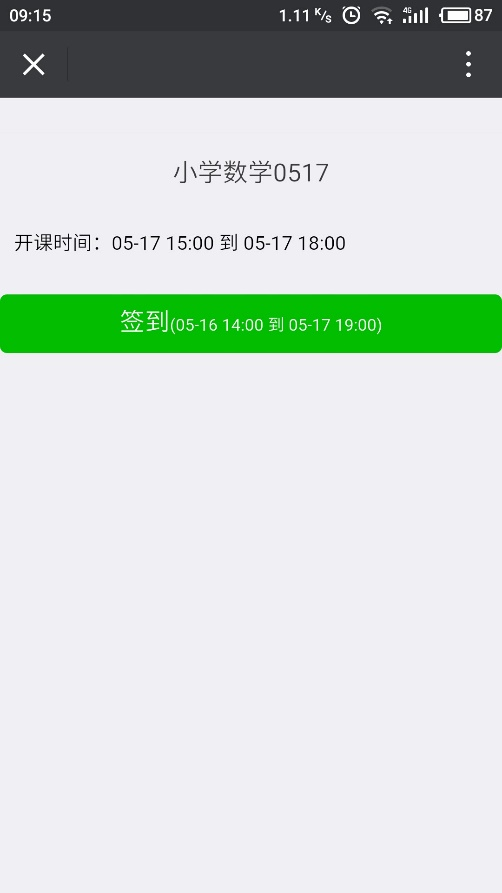 09:15 1.11 K/s 4G 87
小学数学0517
开课时间：05-17 15:00 到 05-17 18:00
签到(05-16 14:00 到 05-17 19:00)